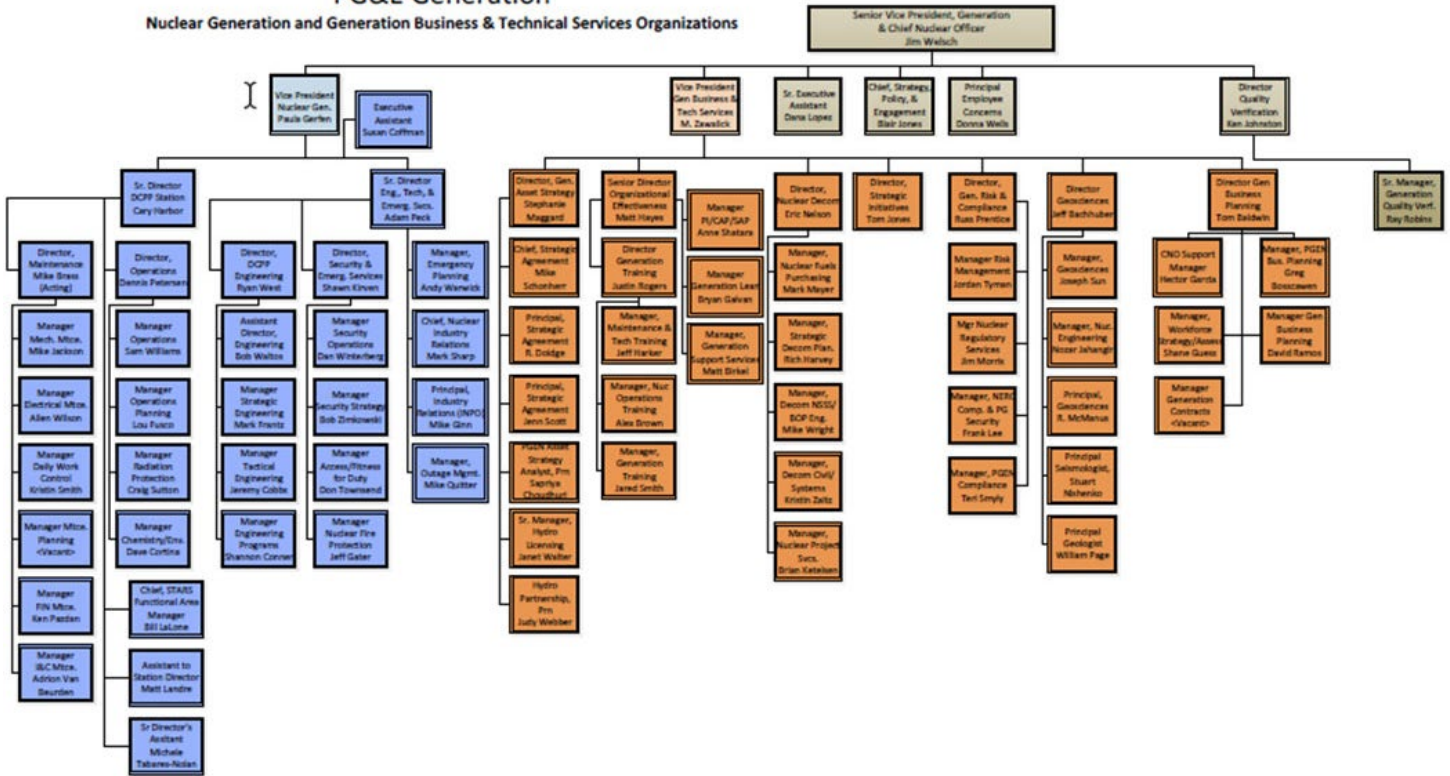 PG&E Generation
Nuclear Generation and Generation Business & Technical Services Organizations
Senior Vice President, Generation
& Chief Nuclear Officer
Jim Welsch
Vice President
Nuclear Gen.
Paula Gerfen
Executive
Assistant
Susan Coffman
Vice President
Gen Business &
Tech Services
M. Zawalick
Sr. Executive
Assistant
Dana Lopez
Chief, Strategy,
Policy, &
Engagement
Blair Jones
Principal
Employee
Concerns
Donna Wells
Director
Quality
Verification
Ken Johnston
Sr. Director
DCPP Station
Cary Harbor
Sr. Director
Eng., Tech, &
Emerg. Svcs.
Adam Peck
Director, Gen.
Asset Strategy
Stephanie
Maggard
Senior Director
Organizational
Effectiveness
Matt Hayes
Manager
PI/CAP/SAP
Anne Shatara
Director,
Nuclear Decom
Eric Nelson
Director,
Strategic
Initiatives
Tom Jones
Director,
Gen. Risk &
Compliance
Russ Prentice
Director
Geosciences
Jeff Bachhuber
Director Gen
Business
Planning
Tom Baldwin
Sr. Manager,
Generation
Quality Verf.
Ray Robins
Director,
Maintenance
Mike Brass
(Acting)
Director,
Operations
Dennis Petersen
Director,
DCPP
Engineering
Ryan West
Director,
Security &
Emerg. Services
Shawn Kirven
Manager,
Emergency
Planning
Andy Warwick
Chief, Strategic
Agreement
Mike
Schonherr
Director
Generation
Training
Justin Rogers
Manager
Generation Lean
Bryan Galvan
Manager,
Nuclear Fuels
Purchasing
Mark Mayer
Manager Risk
Management
Jordan Tyman
Manager,
Geosciences
Joseph Sun
CNO Support
Manager
Hector Garcia
Manager, PGEN
Bus. Planning
Greg
Bosscawen
Manager
Mech. Mtce.
Mike Jackson
Manager
Operations
Sam Williams
Assistant
Director,
Engineering
Bob Waltos
Manager
Security
Operations
Dan Winterberg
Chief, Nuclear
Industry
Relations
Mark Sharp
Principal,
Strategic
Agreement
R. Doidge
Manager,
Maintenance &
Tech Training
Jeff Harker
Manager,
Generation
Support Services
Matt Birkel
Manager,
Strategic
Decom Plan.
Rich Harvey
Mgr Nuclear
Regulatory
Services
Jim Morris
Manager, Nuc.
Engineering
Nozar Jahangir
Manager,
Workforce
Strategy/Assess
Shane Guess
Manager Gen
Business
Planning
David Ramos
Manager
Electrical Mtce.
Allen Wilson
Manager
Operations
Planning
Lou Fusco
Manager
Strategic
Engineering
Mark Frantz
Manager
Security Strategy
Bob Zimkowski
Principal,
Industry
Relations (INPO)
Mike Ginn
Principal,
Strategic
Agreement
Jenn Scott
Manager, Nuc
Operations
Training
Alex Brown
Manager,
Decom NSSS/
BOP Eng.
Mike Wright
Manager, NERC
Comp. & PG
Security
Frank Lee
Principal,
Geosciences
R. McManus
Manager
Generation
Contracts
<Vacant>
Manager
Daily Work
Control
Kristin Smith
Manager
Radiation
Protection
Craig Sutton
Manager
Tactical
Engineering
Jeremy Cobbs
Manager
Access/Fitness
for Duty
Don Townsend
Manager,
Outage Mgmt.
Mike Quitter
PGEN Asset
Strategy
Analyst, Prn
Sapriya
Choudhuri
Manager,
Generation
Training
Jared Smith
Manager,
Decom Civil/
Systems
Kristin Zaitz
Manager, PGEN
Compliance
Teri Smyly
Principal
Seismologist,
Stuart
Nishenko
Manager Mtce.
Planning
<Vacant>
Manager
Chemistry/Env.
Dave Cortina
Manager
Engineering
Programs
Shannon Conner
Manager
Nuclear Fire
Protection
Jeff Gater
Sr. Manager,
Hydro
Licensing
Janet Walter
Manager,
Nuclear Project
Svcs.
Brian Ketelsen
Principal
Geologist
William Page
Manager
FIN Mtce.
Ken Pazdan
Chief, STARS
Functional Area
Manager
Bill LaLone
Hydro
Partnership,
Prn
Judy Webber
Manager
I&C Mtce.
Adrion Van
Beurden
Assistant to
Station Director
Matt Landre
Sr Director's
Assitant
Michele
Tabares-Nolan